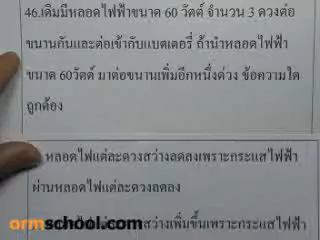 46.เดิมมีหลอดไฟฟ้าขนาด 60 วัตต์ จำนวน 3 ดวงต่อ
ขนานกันและต่อเข้ากับแบตเตอรี่ ถ้านำหลอดไฟฟ้า
ขนาด 60วัตต์ มาต่อขนานเพิ่มอีกหนึ่งดวง ข้อความใด
ถูกต้อง
หลอดไฟแต่ละดวงสว่างลดลงเพราะกระแสไฟฟ้า
ผ่านหลอดไฟแต่ละดวงลดลง
สว่างเพิ่มขึ้นเพราะกระแสไฟฟ้า
ormschool.com